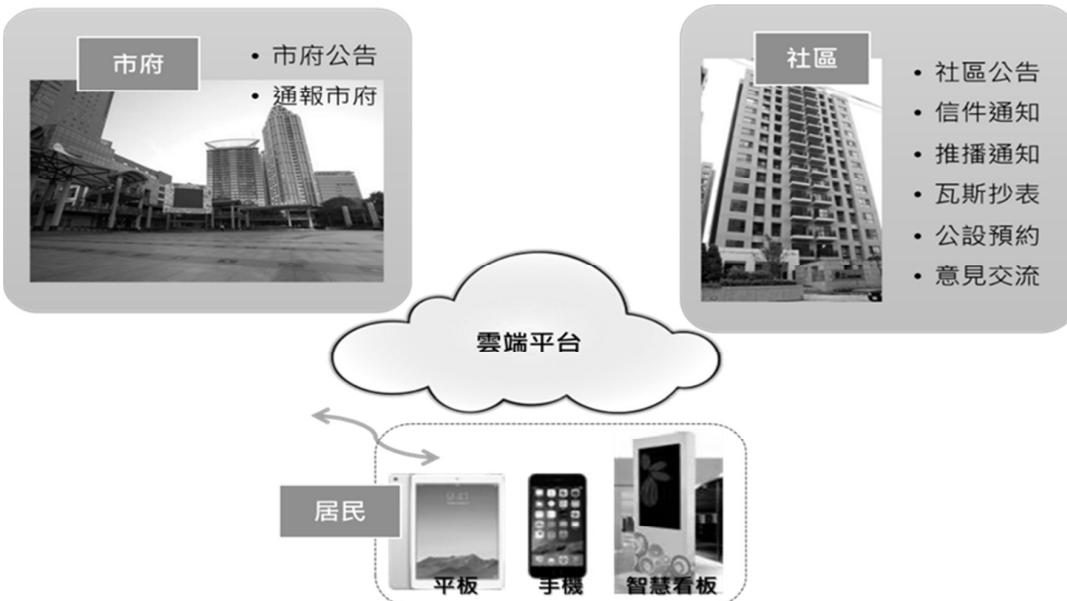 市府
• 市府公告
• 通報市府
社區
• 社區公告
• 信件通知
• 推播通知
• 瓦斯抄表
• 公設預約
• 意見交流
雲端平台
居民
9:41
平板
手機
智慧看板